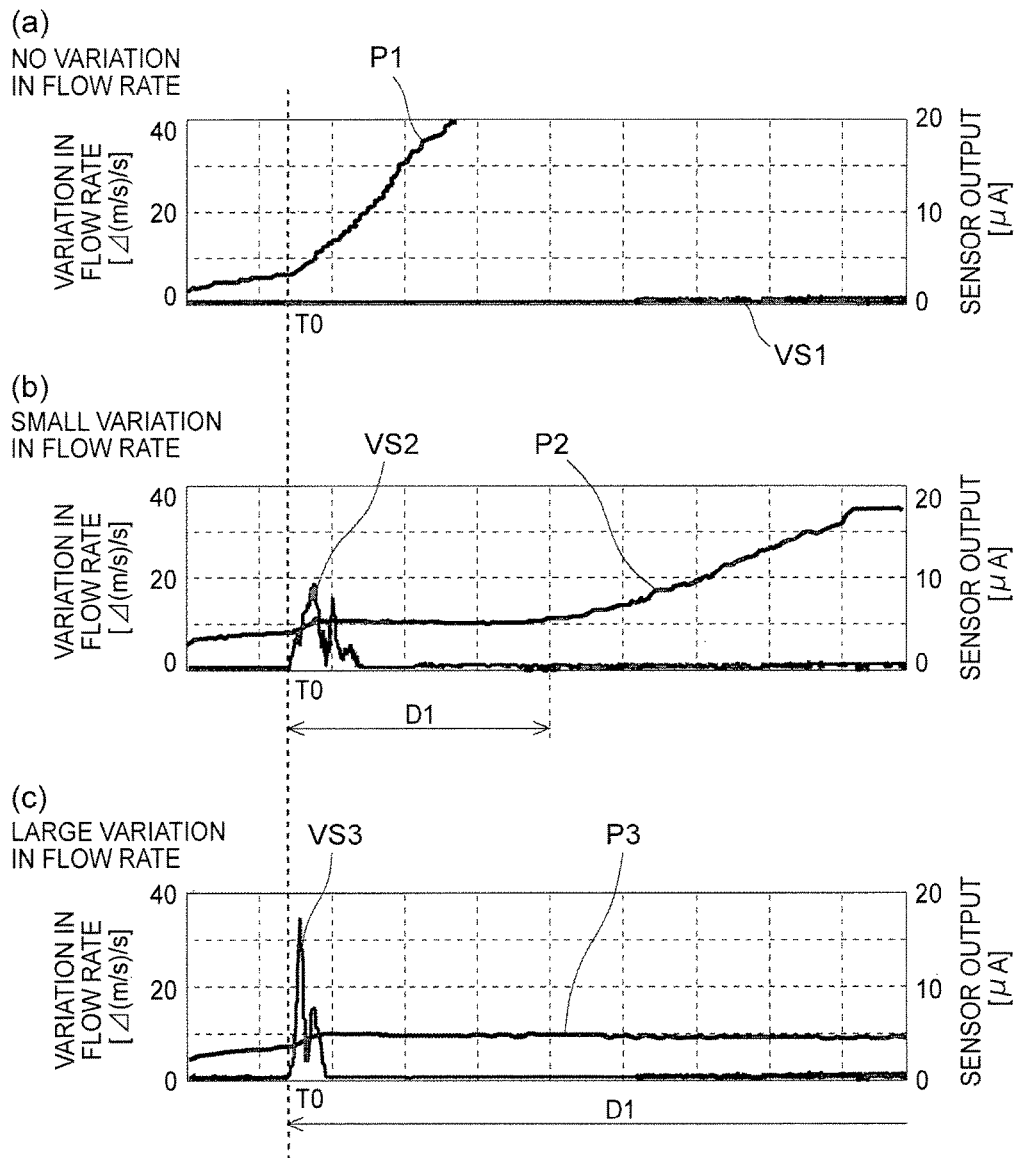 (a)
NO VARIATION
IN FLOW RATE
P1
VARIATION IN
FLOW RATE
[⊿(m/s)/s]
40
20
0
20
10
0
SENSOR OUTPUT
[μA]
T0
VS1
(b)
SMALL VARIATION
IN FLOW RATE
VS2
P2
VARIATION IN
FLOW RATE
[⊿(m/s)/s]
40
20
0
20
10
0
SENSOR OUTPUT
[μA]
T0
D1
(c)
LARGE VARIATION
IN FLOW RATE
VS3
P3
VARIATION IN
FLOW RATE
[⊿(m/s)/s]
40
20
0
20
10
0
SENSOR OUTPUT
[μA]
T0
D1